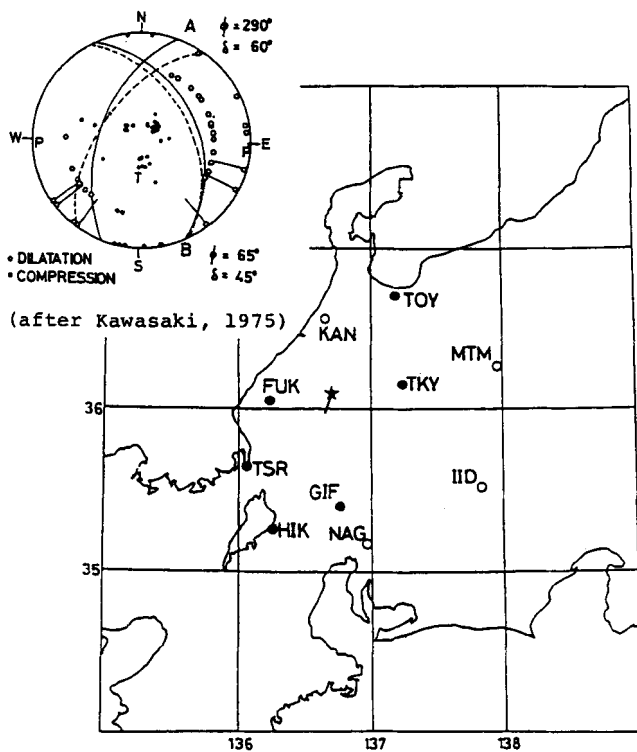 N
A
φ=290°
δ=60°
W
P
P
E
T
S
B
φ=65°
δ=45°
• DILATATION
• COMPRESSION
(after Kawasaki, 1975)
TOY
KAN
MTM
FUK
TKY
36
TSR
GIF
IID
HIK
NAG
35
136
137
138